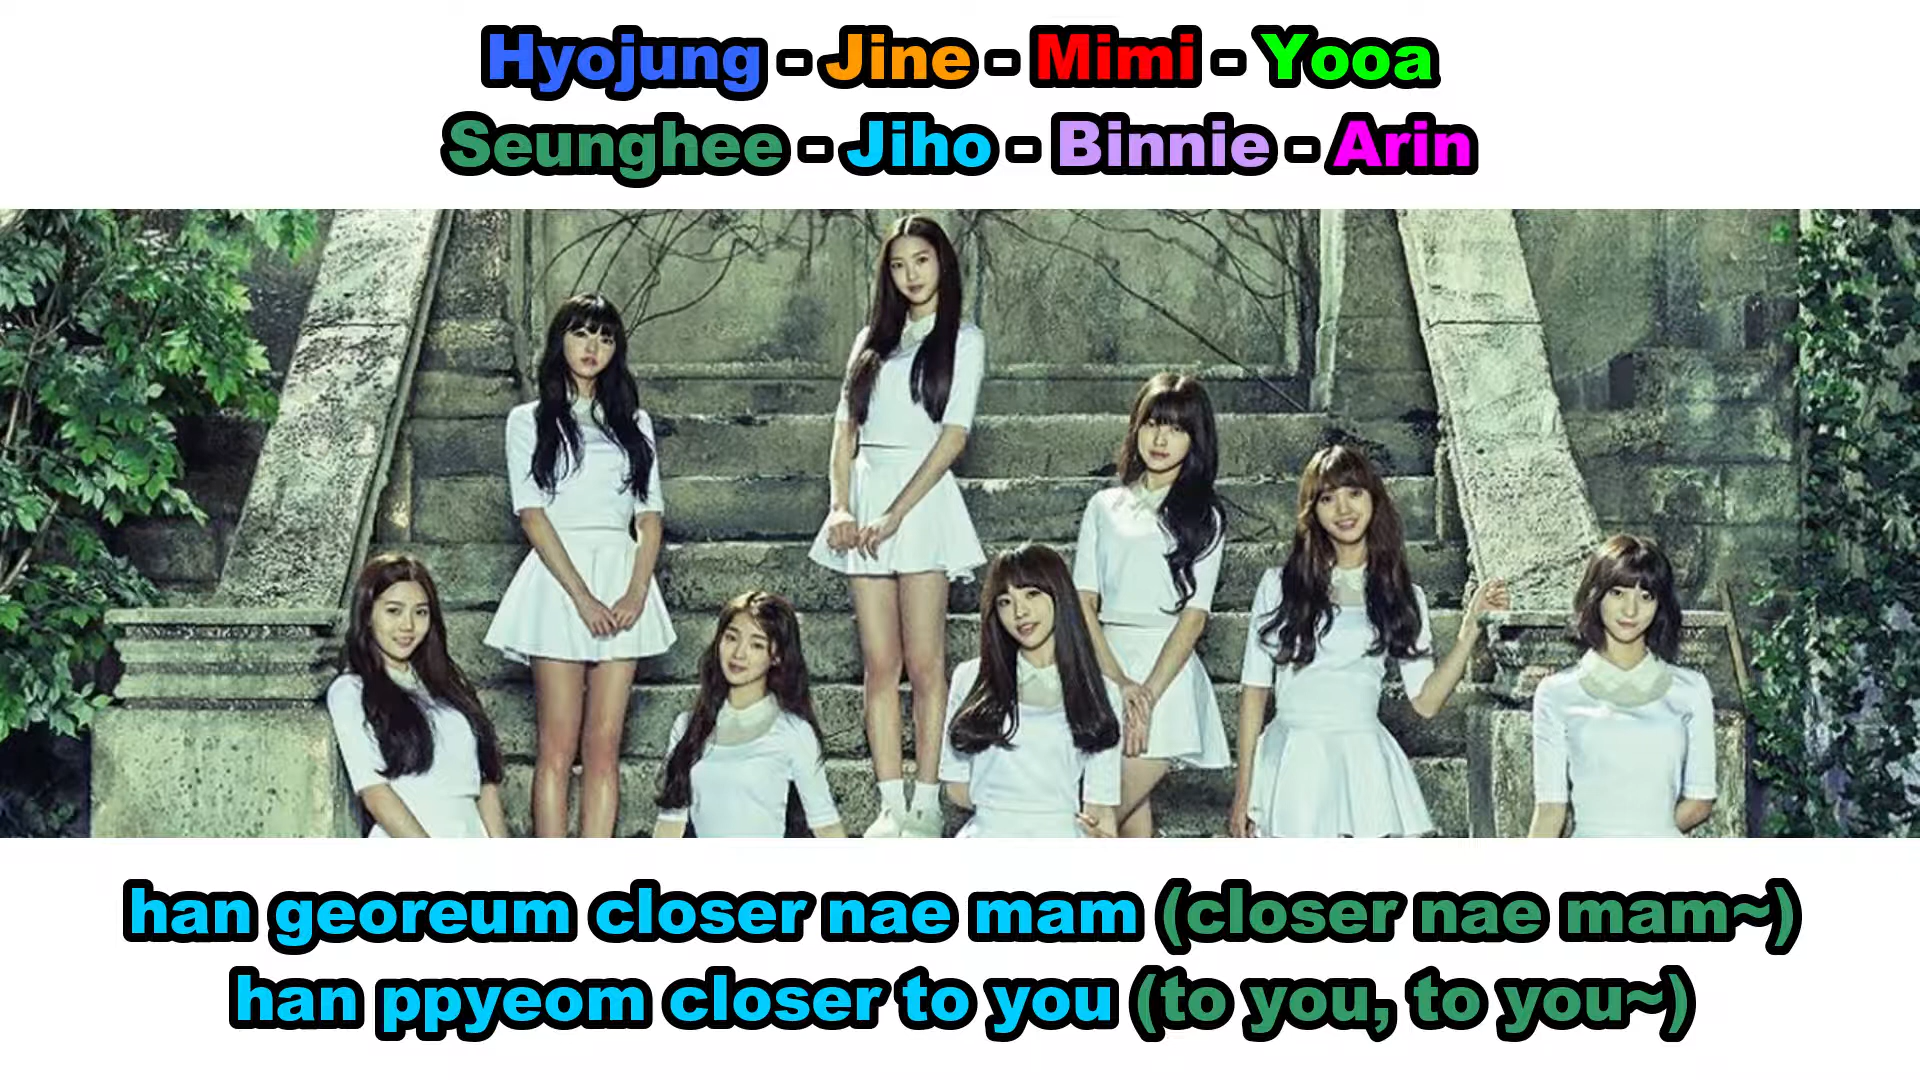 Hyojung - Jine - Mimi - Yooa
Seunghee - Jiho - Binnie - Arin
han georeum closer nae mam (closer nae mam~)
han ppyeom closer to you (to you, to you~)